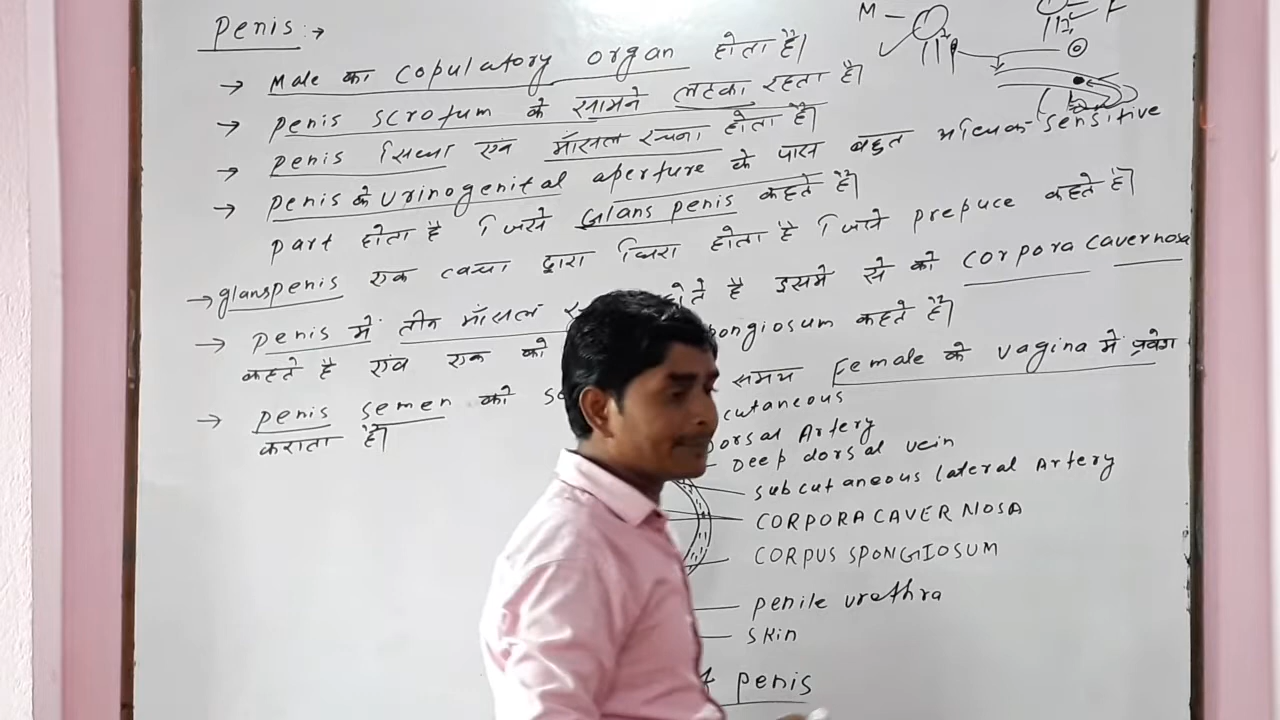 Penis :→
→ Male का copulatory organ होता है।
→ Penis scrotum के सामने लटका रहता है।
→ Penis एवं माँसल रचना होता है।
→ Penis के urinogenital aperture के पास बहुत अधिक sensitive
part होता है जिसे Glans penis कहते है।
→ glanspenis एक त्वचा द्वारा घिरा होता है जिसे prepuce कहते है।
→ Penis में तीन माँसल होते है इसमे से को corpora cavernosa
कहते है एंव एक को pongiosum कहते है।
→ penis semen को समय Female के vagina में प्रवेश
कराता है।
M –
F
cutaneous
Dorsal Artery
Deep dorsal vein
subcutaneous lateral Artery
CORPORA CAVERNOSA
CORPUS SPONGIOSUM
penile urethra
skin
penis